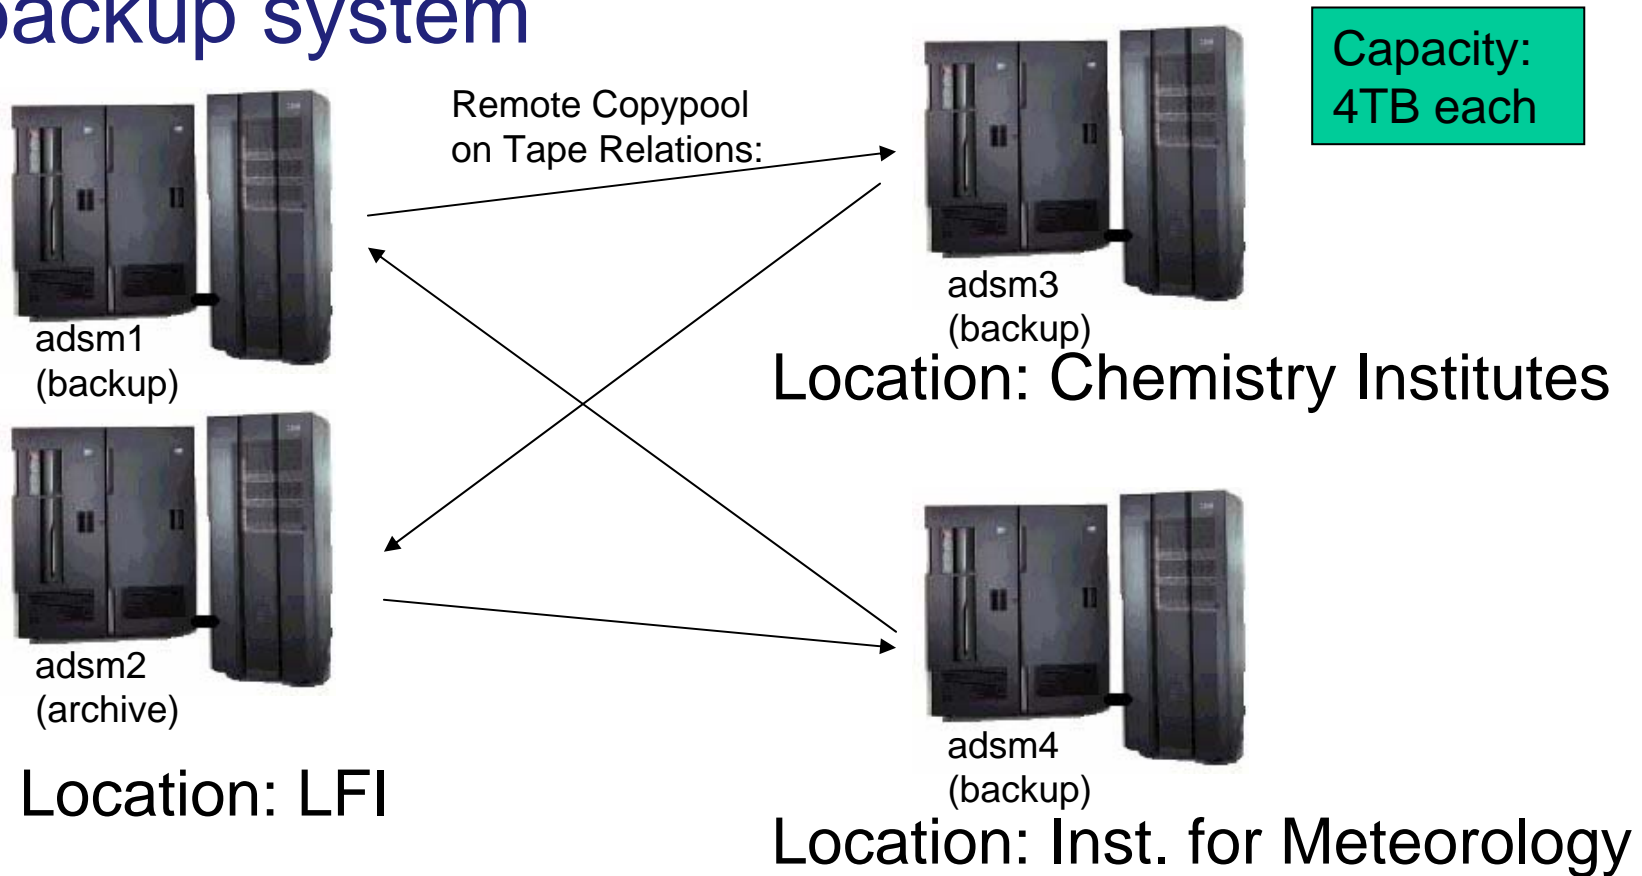 backup system
Remote Copypool
on Tape Relations:
Capacity:
4TB each
adsm1
(backup)
adsm3
(backup)
Location: Chemistry Institutes
adsm2
(archive)
Location: LFI
adsm4
(backup)
Location: Inst. for Meteorology